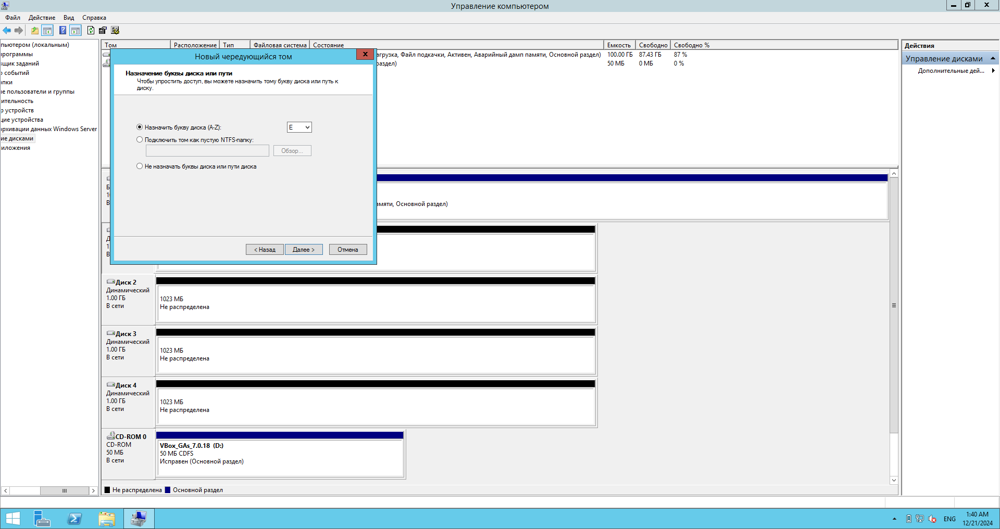 Управление компьютером
Файл Действие Вид Справка
пьютером (локальным)
программы
щик заданий
событий
пки
ие пользователи и группы
ительность
р устройств
щие устройства
архивации данных Windows Server
ие дисками
иложения
Том Расположение Тип Файловая система Состояние Емкость Свободно Свободно %
агрузка, Файл подкачки, Активен, Аварийный дамп памяти, Основной раздел) 100.00 ГБ 87.43 ГБ 87 %
раздел) 50 МБ 0 МБ 0 %
Новый чередующийся том
Назначение буквы диска или пути
Чтобы упростить доступ, вы можете назначить тому букву диска или путь к
диску.
Назначить букву диска (A-Z): E
Подключить том как пустую NTFS-папку:
Обзор...
Не назначать буквы диска или пути диска
< Назад Далее > Отмена
амяти, Основной раздел)
Диск 2
Динамический
1.00 ГБ
В сети
1023 МБ
Не распределена
Диск 3
Динамический
1.00 ГБ
В сети
1023 МБ
Не распределена
Диск 4
Динамический
1.00 ГБ
В сети
1023 МБ
Не распределена
CD-ROM 0
CD-ROM
50 МБ
В сети
VBox_GAs_7.0.18 (D:)
50 МБ CDFS
Исправен (Основной раздел)
Не распределена Основной раздел
Действия
Управление дисками
Дополнительные дей...
ENG
1:40 AM
12/21/2024